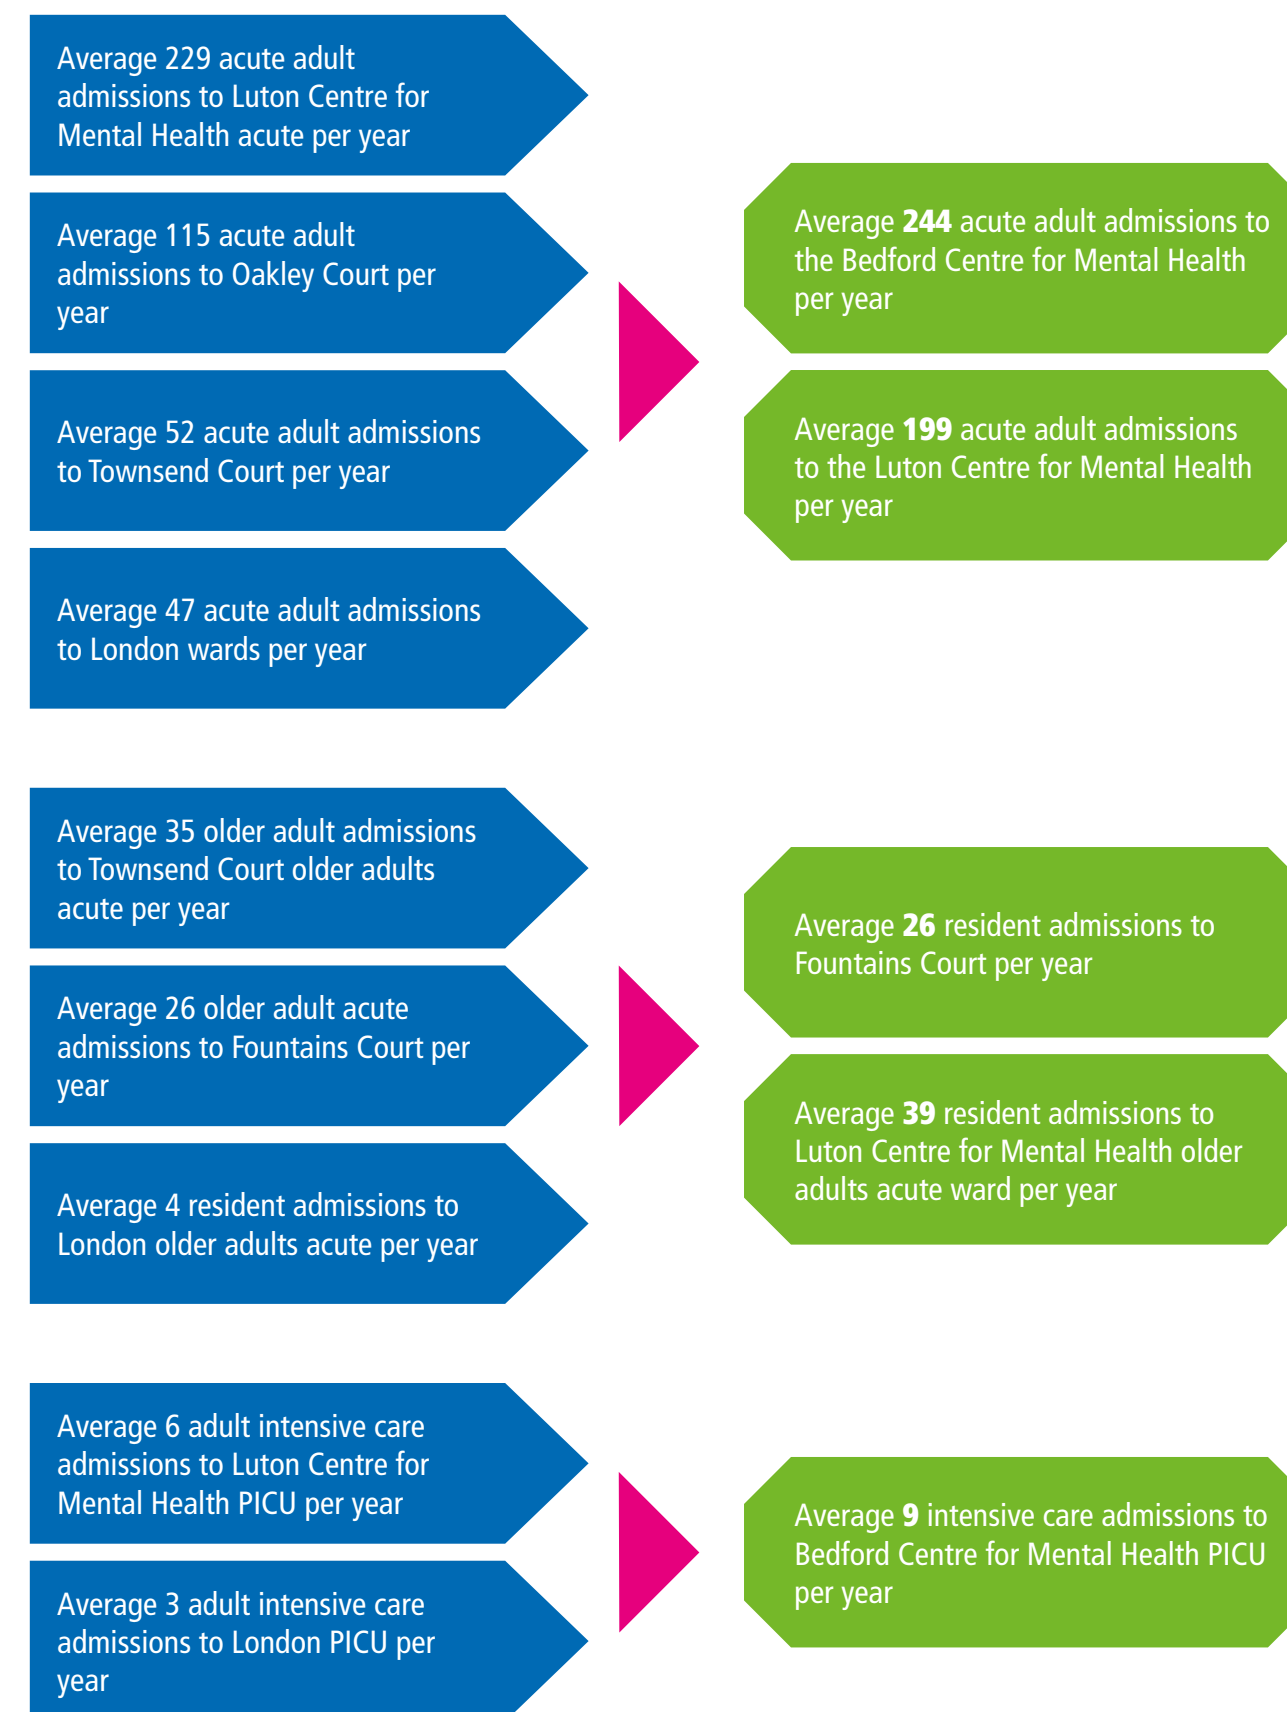 Average 229 acute adult
admissions to Luton Centre for
Mental Health acute per year
Average 115 acute adult
admissions to Oakley Court per
year
Average 52 acute adult admissions
to Townsend Court per year
Average 47 acute adult admissions
to London wards per year
Average 244 acute adult admissions to
the Bedford Centre for Mental Health
per year
Average 199 acute adult admissions
to the Luton Centre for Mental Health
per year
Average 35 older adult admissions
to Townsend Court older adults
acute per year
Average 26 older adult acute
admissions to Fountains Court per
year
Average 4 resident admissions to
London older adults acute per year
Average 26 resident admissions to
Fountains Court per year
Average 39 resident admissions to
Luton Centre for Mental Health older
adults acute ward per year
Average 6 adult intensive care
admissions to Luton Centre for
Mental Health PICU per year
Average 3 adult intensive care
admissions to London PICU per
year
Average 9 intensive care admissions to
Bedford Centre for Mental Health PICU
per year